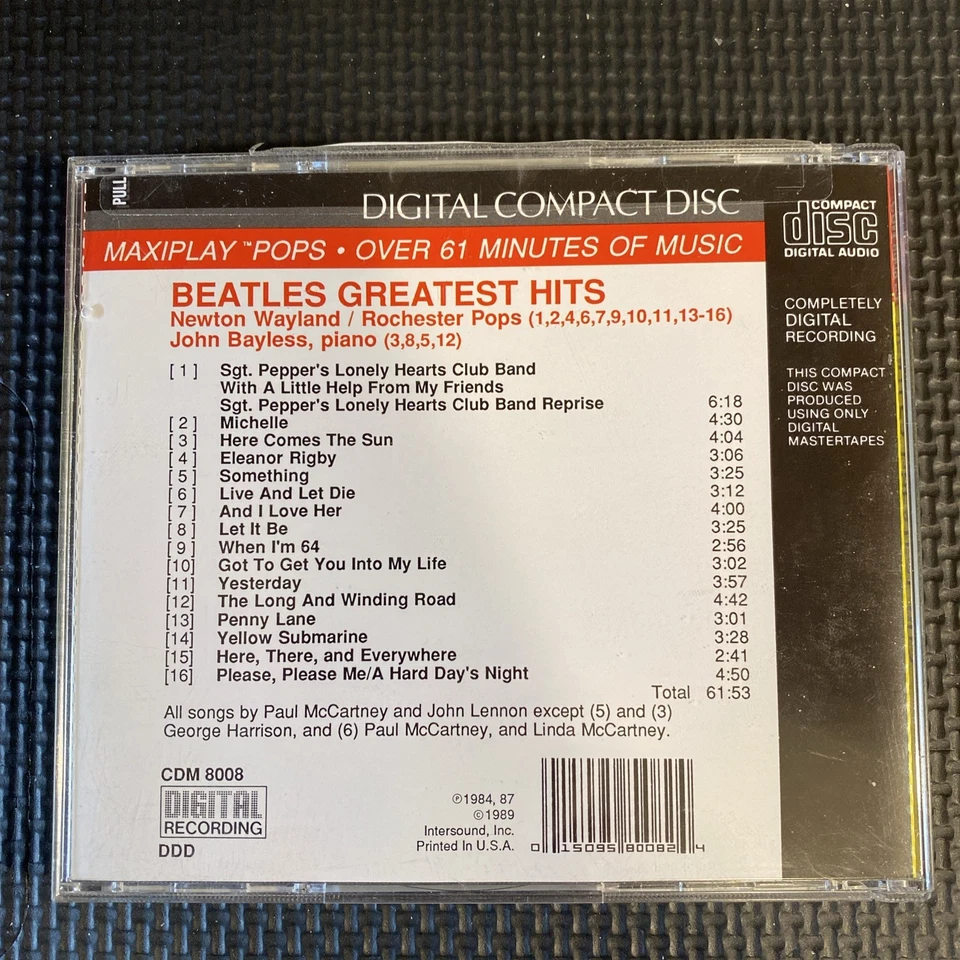 PULL
DIGITAL COMPACT DISC
COMPACT
disc
DIGITAL AUDIO
MAXIPLAY ™POPS • OVER 61 MINUTES OF MUSIC
BEATLES GREATEST HITS
Newton Wayland / Rochester Pops (1,2,4,6,7,9,10,11,13-16)
John Bayless, piano (3,8,5,12)
[ 1 ] Sgt. Pepper's Lonely Hearts Club Band
With A Little Help From My Friends
Sgt. Pepper's Lonely Hearts Club Band Reprise 6:18
[ 2 ] Michelle 4:30
[ 3 ] Here Comes The Sun 4:04
[ 4 ] Eleanor Rigby 3:06
[ 5 ] Something 3:25
[ 6 ] Live And Let Die 3:12
[ 7 ] And I Love Her 4:00
[ 8 ] Let It Be 3:25
[ 9 ] When I'm 64 2:56
[10] Got To Get You Into My Life 3:02
[11] Yesterday 3:57
[12] The Long And Winding Road 4:42
[13] Penny Lane 3:01
[14] Yellow Submarine 3:28
[15] Here, There, and Everywhere 2:41
[16] Please, Please Me/A Hard Day's Night 4:50
Total 61:53
All songs by Paul McCartney and John Lennon except (5) and (3)
George Harrison, and (6) Paul McCartney, and Linda McCartney.
CDM 8008
DIGITAL
RECORDING
DDD
℗1984, 87
©1989
Intersound, Inc.
Printed In U.S.A.
0 15095 80082 4
COMPLETELY
DIGITAL
RECORDING
THIS COMPACT
DISC WAS
PRODUCED
USING ONLY
DIGITAL
MASTERTAPES